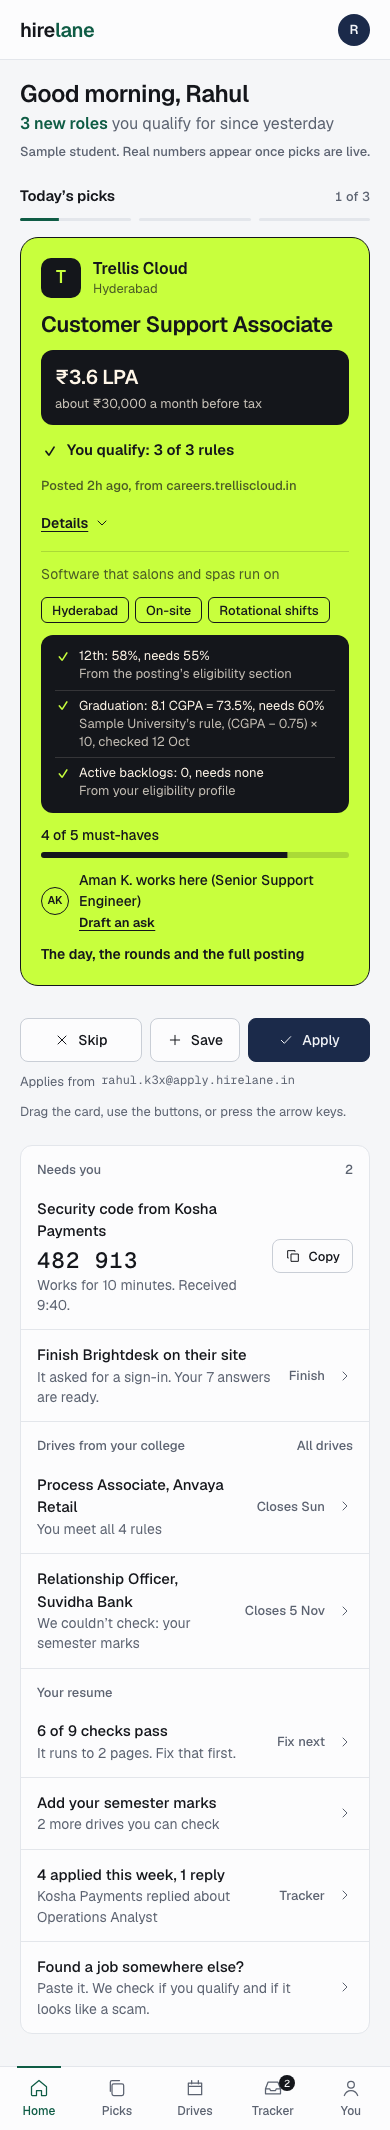 hirelane
R
Good morning, Rahul
3 new roles you qualify for since yesterday
Sample student. Real numbers appear once picks are live.
Today's picks
1 of 3
T
Trellis Cloud
Hyderabad
Customer Support Associate
₹3.6 LPA
about ₹30,000 a month before tax
You qualify: 3 of 3 rules
Posted 2h ago, from careers.trelliscloud.in
Details
Software that salons and spas run on
Hyderabad
On-site
Rotational shifts
12th: 58%, needs 55%
From the posting's eligibility section
Graduation: 8.1 CGPA = 73.5%, needs 60%
Sample University's rule, (CGPA − 0.75) ×
10, checked 12 Oct
Active backlogs: 0, needs none
From your eligibility profile
4 of 5 must-haves
AK
Aman K. works here (Senior Support
Engineer)
Draft an ask
The day, the rounds and the full posting
Skip
Save
Apply
Applies from rahul.k3x@apply.hirelane.in
Drag the card, use the buttons, or press the arrow keys.
Needs you
2
Security code from Kosha
Payments
482 913
Works for 10 minutes. Received
9:40.
Copy
Finish Brightdesk on their site
It asked for a sign-in. Your 7 answers
are ready.
Finish
Drives from your college
All drives
Process Associate, Anvaya
Retail
You meet all 4 rules
Closes Sun
Relationship Officer,
Suvidha Bank
We couldn't check: your
semester marks
Closes 5 Nov
Your resume
6 of 9 checks pass
It runs to 2 pages. Fix that first.
Fix next
Add your semester marks
2 more drives you can check
4 applied this week, 1 reply
Kosha Payments replied about
Operations Analyst
Tracker
Found a job somewhere else?
Paste it. We check if you qualify and if it
looks like a scam.
Home
Picks
Drives
2
Tracker
You